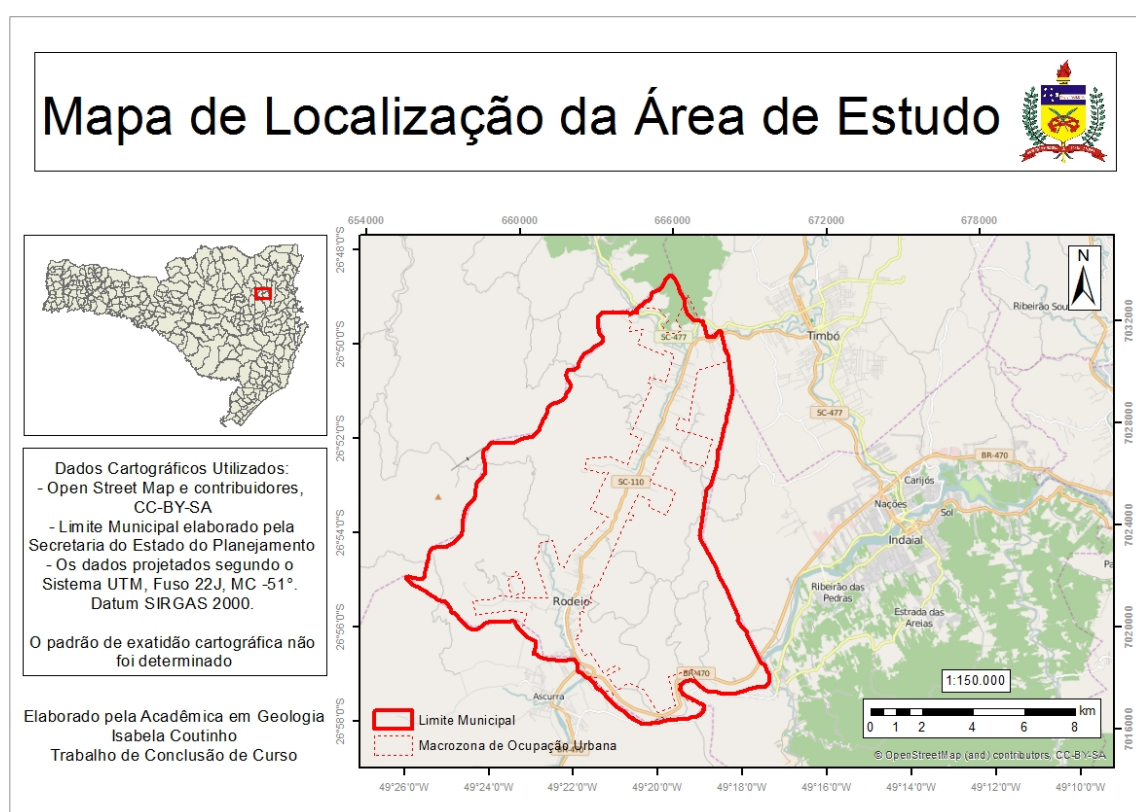 Mapa de Localização da Área de Estudo
654000
660000
666000
672000
678000
26°48'0"S
26°50'0"S
26°52'0"S
26°54'0"S
26°56'0"S
26°58'0"S
N
Ribeirão Sou
Timbó
SC-477
SC-477
BR-470
Carijós
Nações
Sol
SC-110
Indaial
Ribeirão das
Pedras
Estrada das
Areias
Rodeio
BR-470
Ascurra
BR-470
7032000
7028000
7024000
7020000
7016000
Dados Cartográficos Utilizados:
- Open Street Map e contribuidores,
CC-BY-SA
- Limite Municipal elaborado pela
Secretaria do Estado do Planejamento
- Os dados projetados segundo o
Sistema UTM, Fuso 22J, MC -51°.
Datum SIRGAS 2000.
O padrão de exatidão cartográfica não
foi determinado
Elaborado pela Acadêmica em Geologia
Isabela Coutinho
Trabalho de Conclusão de Curso
Limite Municipal
Macrozona de Ocupação Urbana
1:150.000
km
0 1 2 4 6 8
© OpenStreetMap (and) contributors, CC-BY-SA
49°26'0"W
49°24'0"W
49°22'0"W
49°20'0"W
49°18'0"W
49°16'0"W
49°14'0"W
49°12'0"W
49°10'0"W